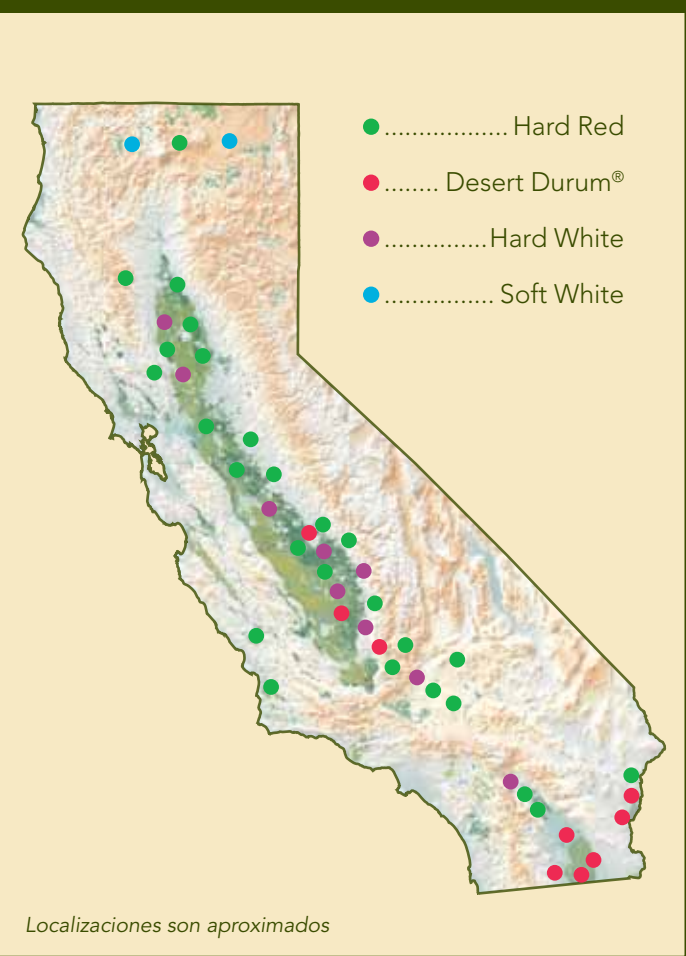 .................. Hard Red
........ Desert Durum®
...............Hard White
................ Soft White
Localizaciones son aproximados